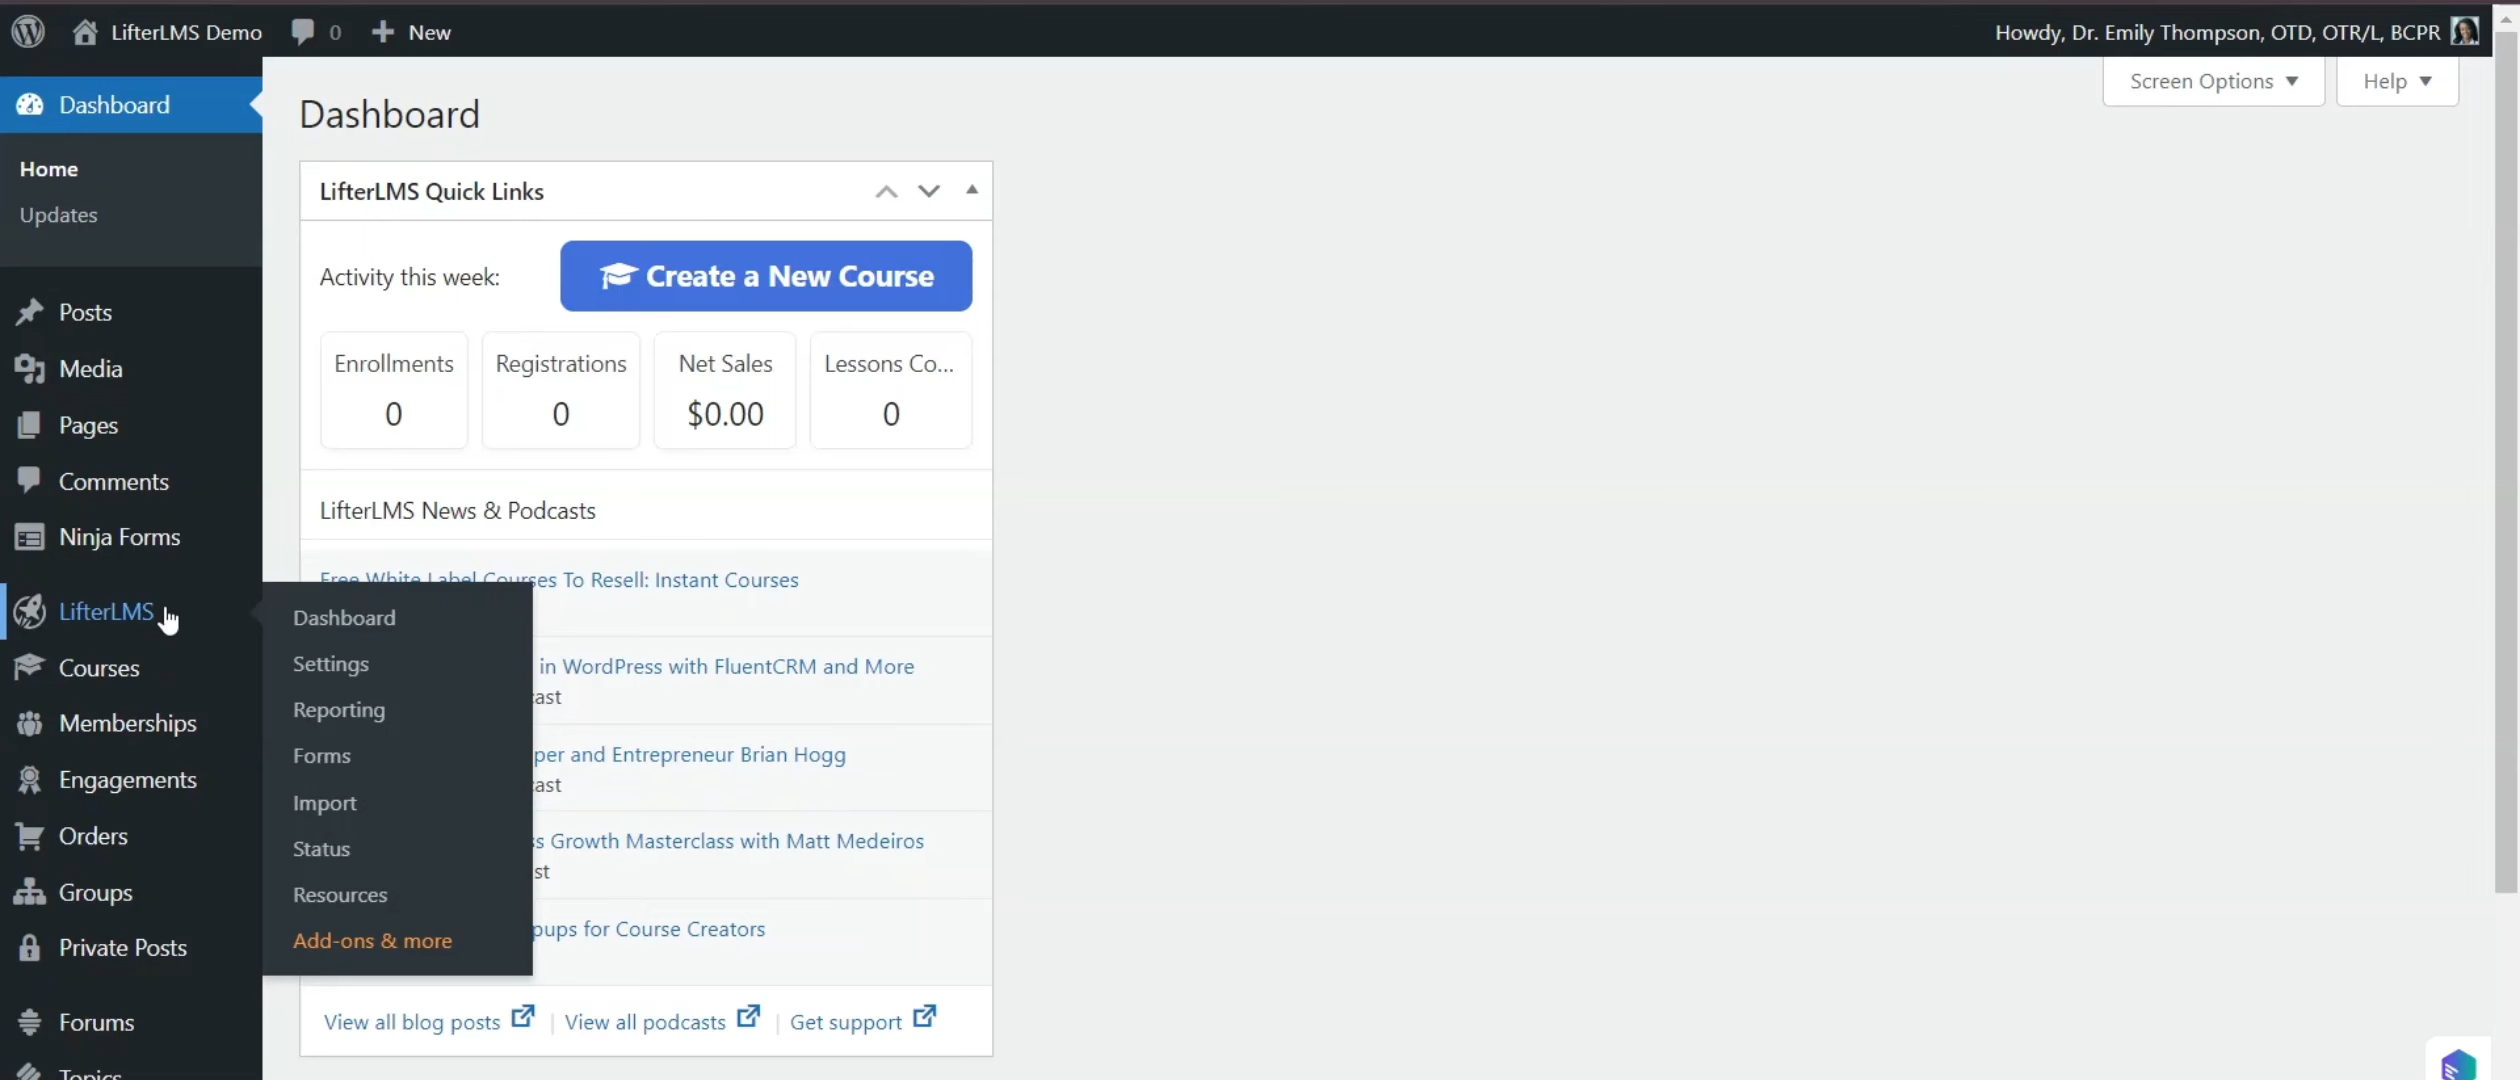 LifterLMS Demo
0
New
Howdy, Dr. Emily Thompson, OTD, OTR/L, BCPR
Screen Options
Help
Dashboard
Home
Updates
Posts
Media
Pages
Comments
Ninja Forms
LifterLMS
Courses
Memberships
Engagements
Orders
Groups
Private Posts
Forums
Dashboard
Settings
Reporting
Forms
Import
Status
Resources
Add-ons & more
Dashboard
LifterLMS Quick Links
Activity this week:
Create a New Course
Enrollments
0
Registrations
0
Net Sales
$0.00
Lessons Co...
0
LifterLMS News & Podcasts
Free White Label Courses To Resell: Instant Courses
in WordPress with FluentCRM and More
ast
per and Entrepreneur Brian Hogg
ast
s Growth Masterclass with Matt Medeiros
st
pups for Course Creators
View all blog posts | View all podcasts | Get support